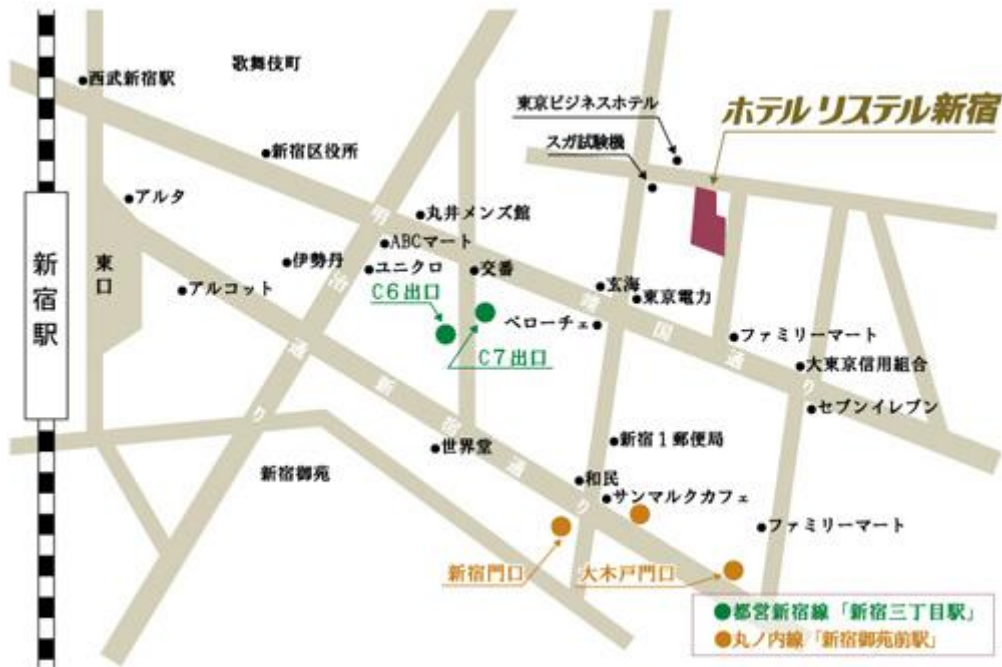 西武新宿駅
歌舞伎町
東京ビジネスホテル
ホテル リステル新宿
スガ試験機
新宿区役所
アルタ
丸井メンズ館
明治通り
ABCマート
伊勢丹
ユニクロ
交番
東口
新宿駅
アルコット
C6出口
玄海
東京電力
靖国通り
ベローチェ
C7出口
ファミリーマート
大東京信用組合
セブンイレブン
新宿通り
世界堂
新宿1郵便局
新宿御苑
和民
サンマルクカフェ
ファミリーマート
新宿門口
大木戸門口
●都営新宿線「新宿三丁目駅」
●丸ノ内線「新宿御苑前駅」